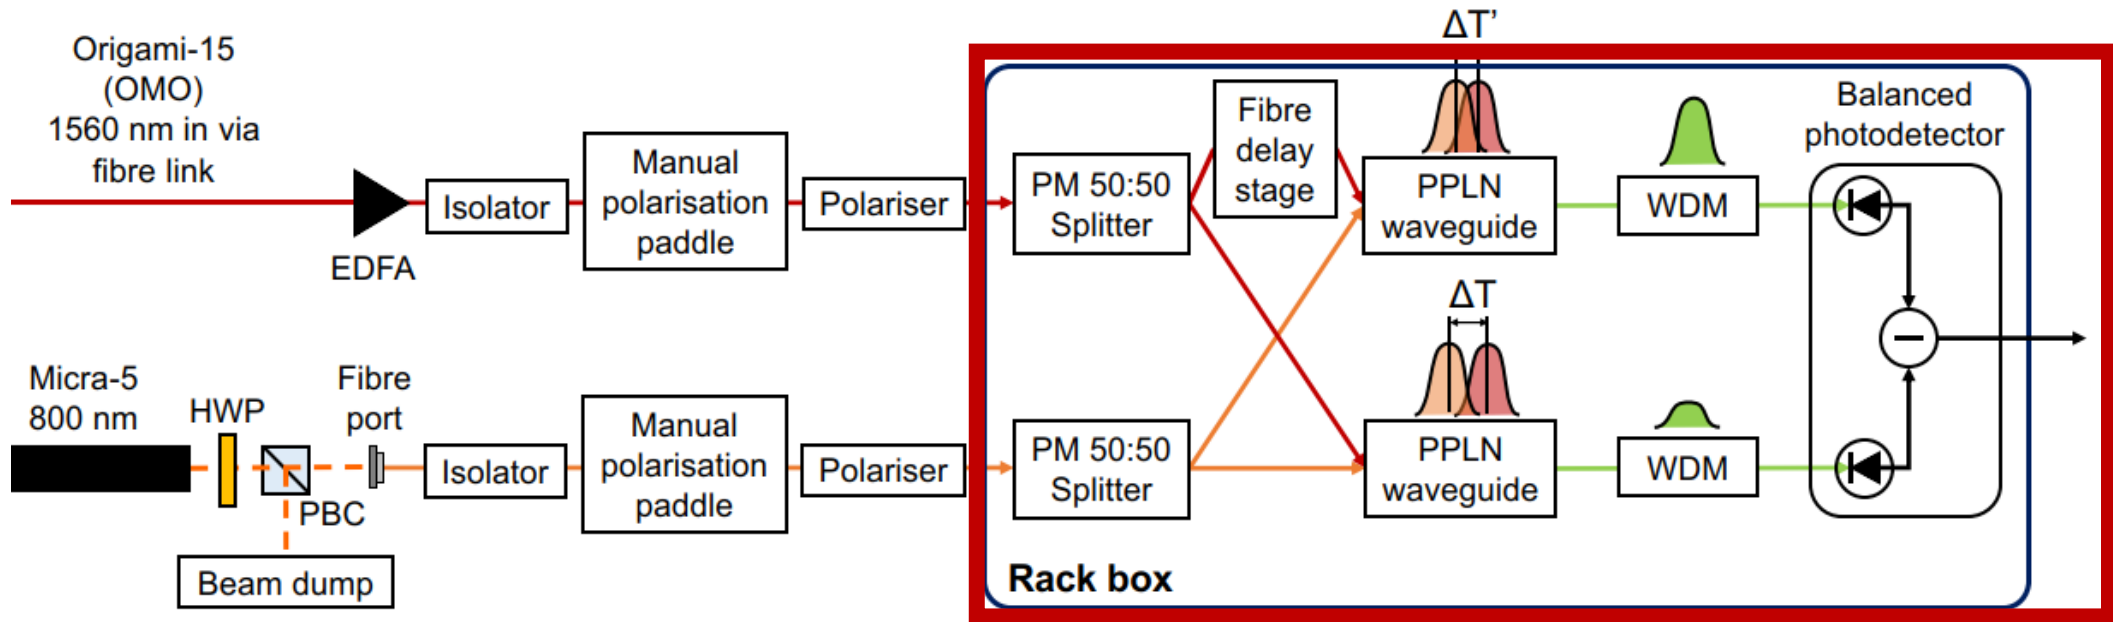 Origami-15
(OMO)
1560 nm in via
fibre link
EDFA
Isolator
Manual
polarisation
paddle
Polariser
PM 50:50
Splitter
Fibre
delay
stage
ΔT’
PPLN
waveguide
WDM
Balanced
photodetector
Micra-5
800 nm
HWP
PBC
Beam dump
Fibre
port
Isolator
Manual
polarisation
paddle
Polariser
PM 50:50
Splitter
ΔT
PPLN
waveguide
WDM
Rack box